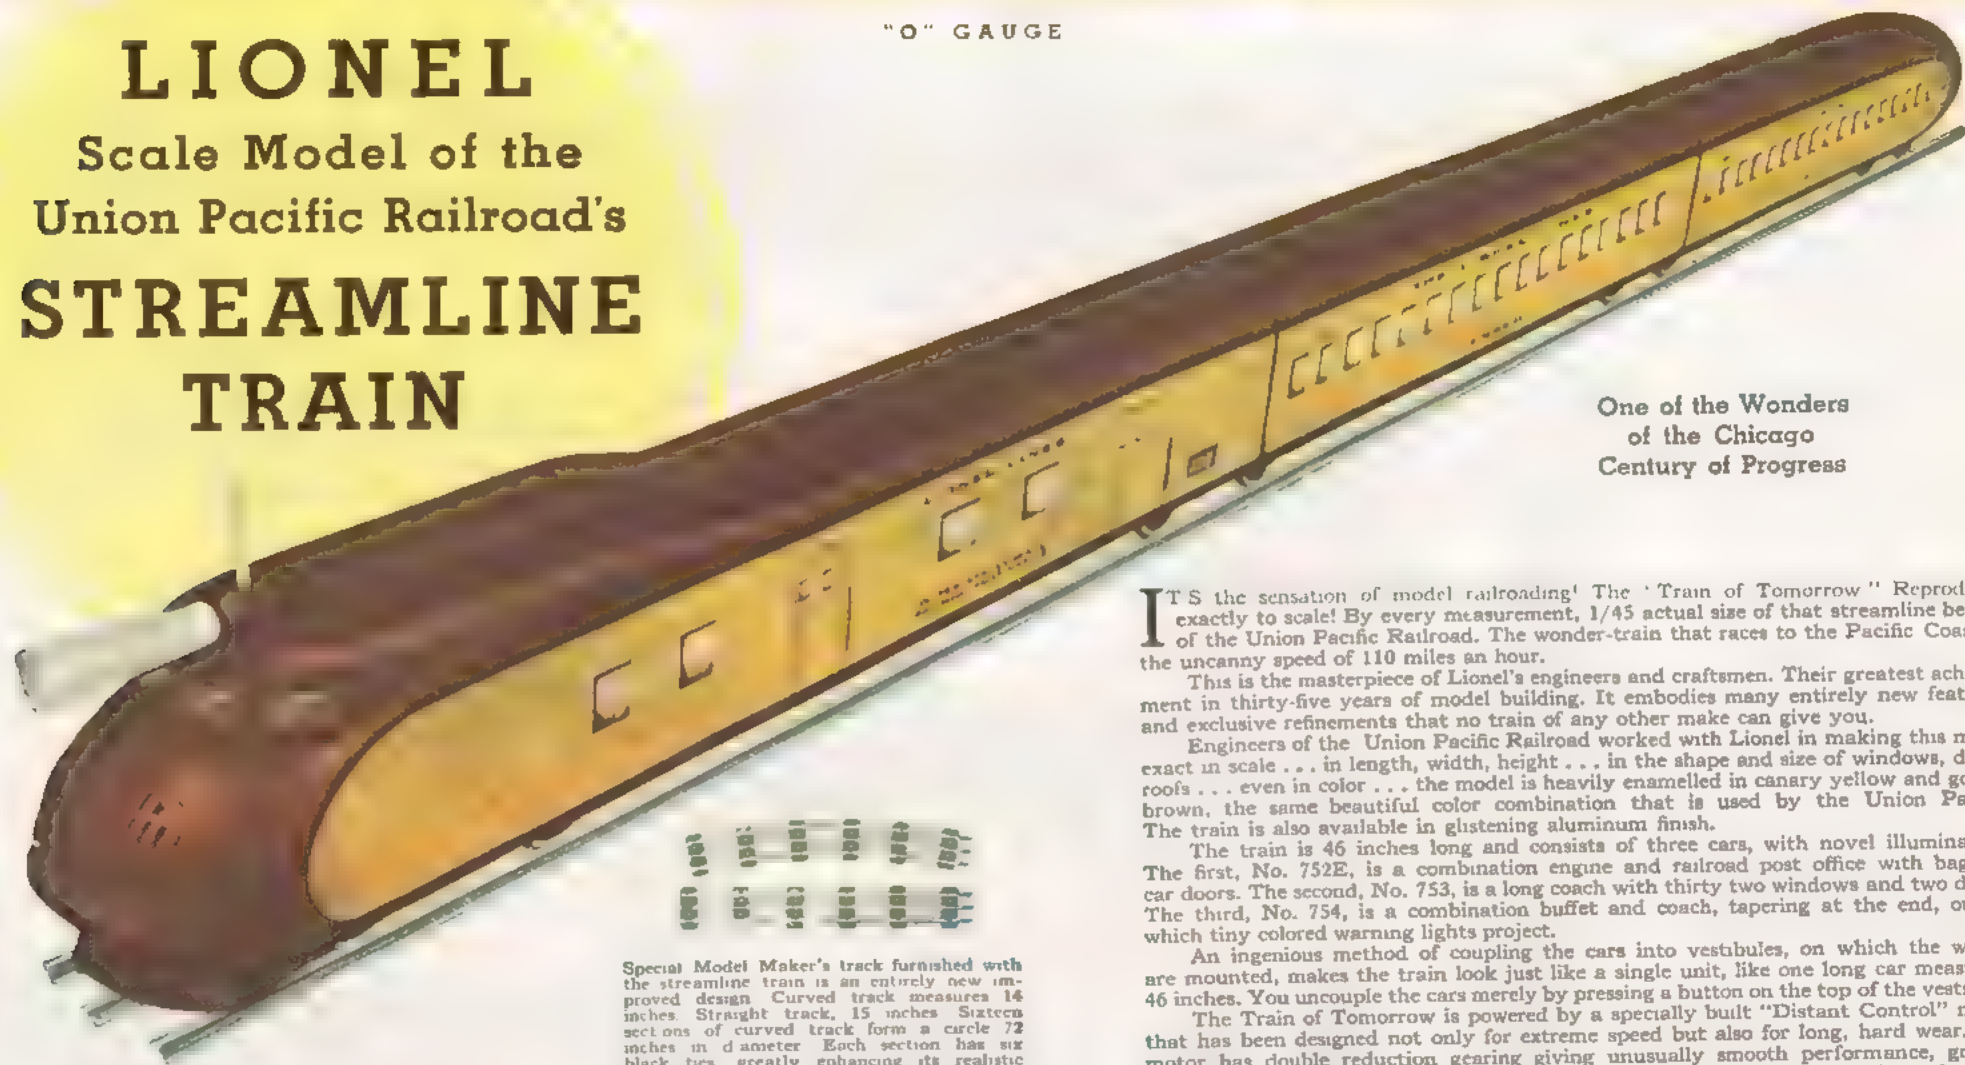 "O" GAUGE
LIONEL
Scale Model of the
Union Pacific Railroad's
STREAMLINE
TRAIN
One of the Wonders
of the Chicago
Century of Progress
IT S the sensation of model railroading! The 'Train of Tomorrow" Reprod
exactly to scale! By every measurement, 1/45 actual size of that streamline be
of the Union Pacific Railroad. The wonder-train that races to the Pacific Coas
the uncanny speed of 110 miles an hour.
This is the masterpiece of Lionel's engineers and craftsmen. Their greatest ach
ment in thirty-five years of model building. It embodies many entirely new feat
and exclusive refinements that no train of any other make can give you.
Engineers of the Union Pacific Railroad worked with Lionel in making this m
exact in scale ... in length, width, height ... in the shape and size of windows, d
roofs ... even in color ... the model is heavily enamelled in canary yellow and go
brown, the same beautiful color combination that is used by the Union Pa
The train is also available in glistening aluminum finish.
The train is 46 inches long and consists of three cars, with novel illumina
The first, No. 752E, is a combination engine and railroad post office with bag
car doors. The second, No. 753, is a long coach with thirty two windows and two d
The third, No. 754, is a combination buffet and coach, tapering at the end, o
which tiny colored warning lights project.
An ingenious method of coupling the cars into vestibules, on which the w
are mounted, makes the train look just like a single unit, like one long car meas
46 inches. You uncouple the cars merely by pressing a button on the top of the vest
The Train of Tomorrow is powered by a specially built "Distant Control" m
that has been designed not only for extreme speed but also for long, hard wear.
motor has double reduction gearing giving unusually smooth performance, g
Special Model Maker's track furnished with
the streamline train is an entirely new im-
proved design Curved track measures 14
inches. Straight track, 15 inches Sixteen
sections of curved track form a circle 72
inches in diameter Each section has six
black ties, greatly enhancing its realistic